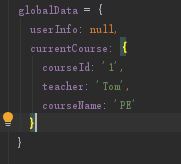 globalData = {
userInfo: null,
currentCourse: {
courseId: '1',
teacher: 'Tom',
courseName: 'PE'
}
}